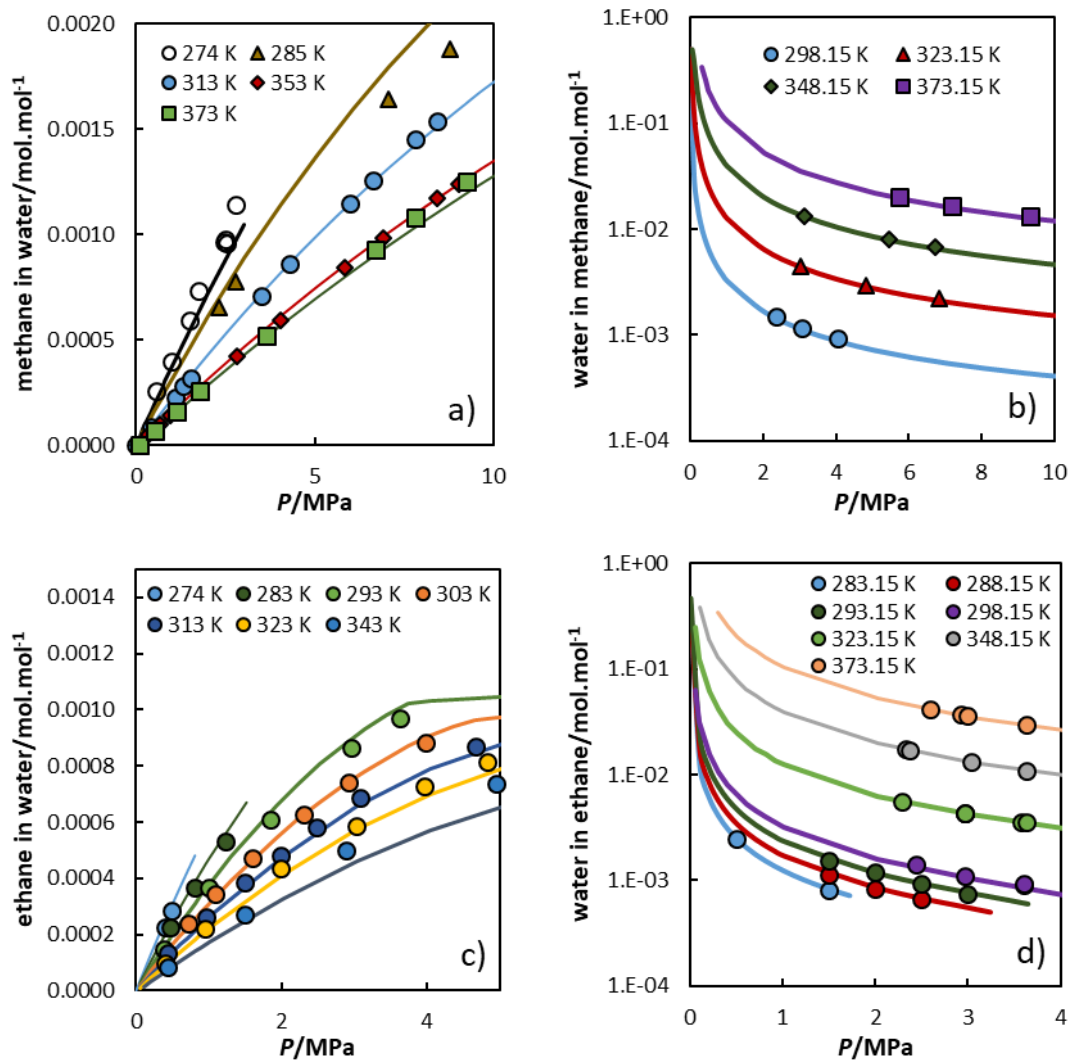 methane in water/mol.mol⁻¹
0.0020
0.0015
0.0010
0.0005
0.0000
274 K 285 K
313 K 353 K
373 K
a)
0 5 10
P/MPa
water in methane/mol.mol⁻¹
1.E+00
1.E-01
1.E-02
1.E-03
1.E-04
298.15 K 323.15 K
348.15 K 373.15 K
b)
0 2 4 6 8 10
P/MPa
ethane in water/mol.mol⁻¹
0.0014
0.0012
0.0010
0.0008
0.0006
0.0004
0.0002
0.0000
274 K 283 K 293 K 303 K
313 K 323 K 343 K
c)
0 2 4
P/MPa
water in ethane/mol.mol⁻¹
1.E+00
1.E-01
1.E-02
1.E-03
1.E-04
283.15 K 288.15 K
293.15 K 298.15 K
323.15 K 348.15 K
373.15 K
d)
0 1 2 3 4
P/MPa